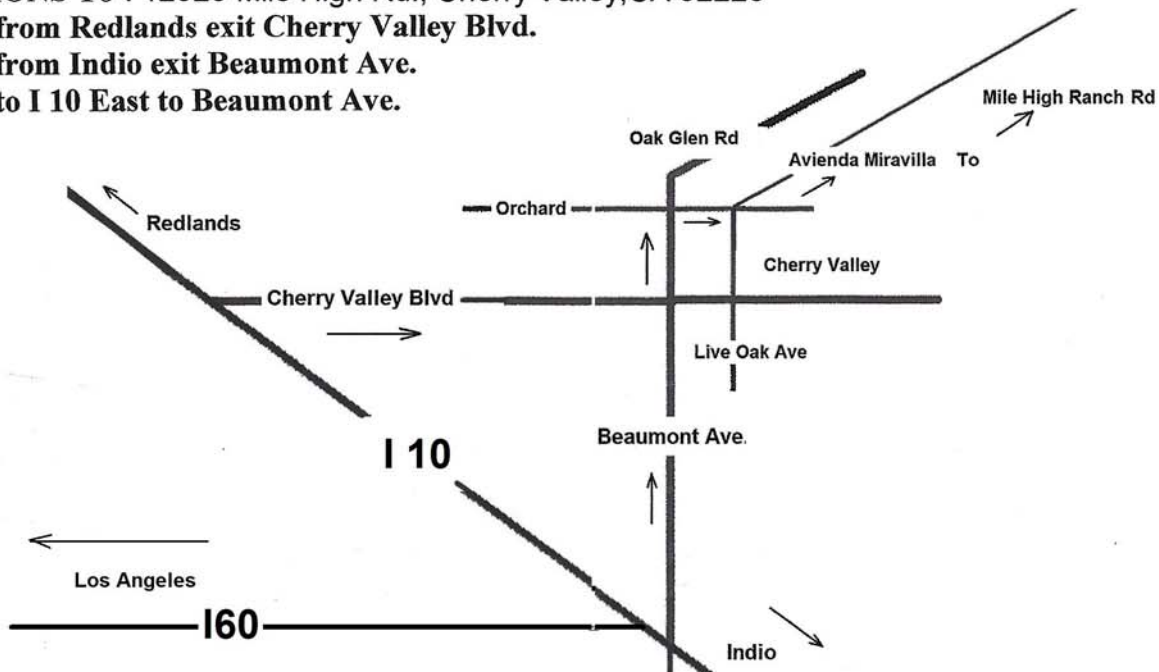 from Redlands exit Cherry Valley Blvd.
from Indio exit Beaumont Ave.
to I 10 East to Beaumont Ave.
Mile High Ranch Rd
Oak Glen Rd
Avienda Miravilla To
Orchard
Redlands
Cherry Valley
Cherry Valley Blvd
Live Oak Ave
Beaumont Ave.
I 10
Los Angeles
I60
Indio